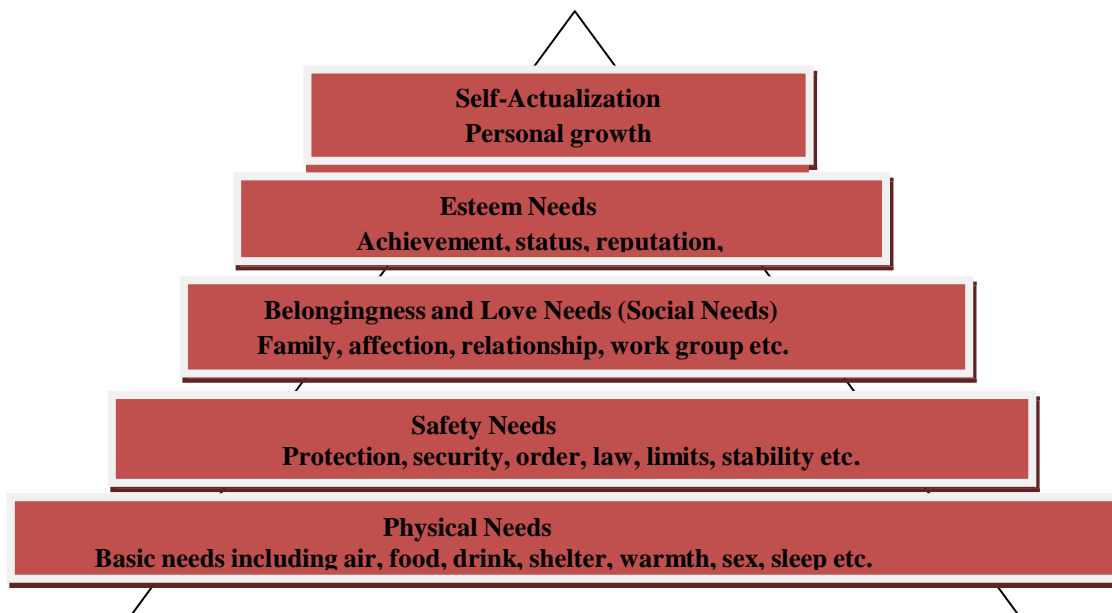 Self-Actualization
Personal growth
Esteem Needs
Achievement, status, reputation,
Belongingness and Love Needs (Social Needs)
Family, affection, relationship, work group etc.
Safety Needs
Protection, security, order, law, limits, stability etc.
Physical Needs
Basic needs including air, food, drink, shelter, warmth, sex, sleep etc.